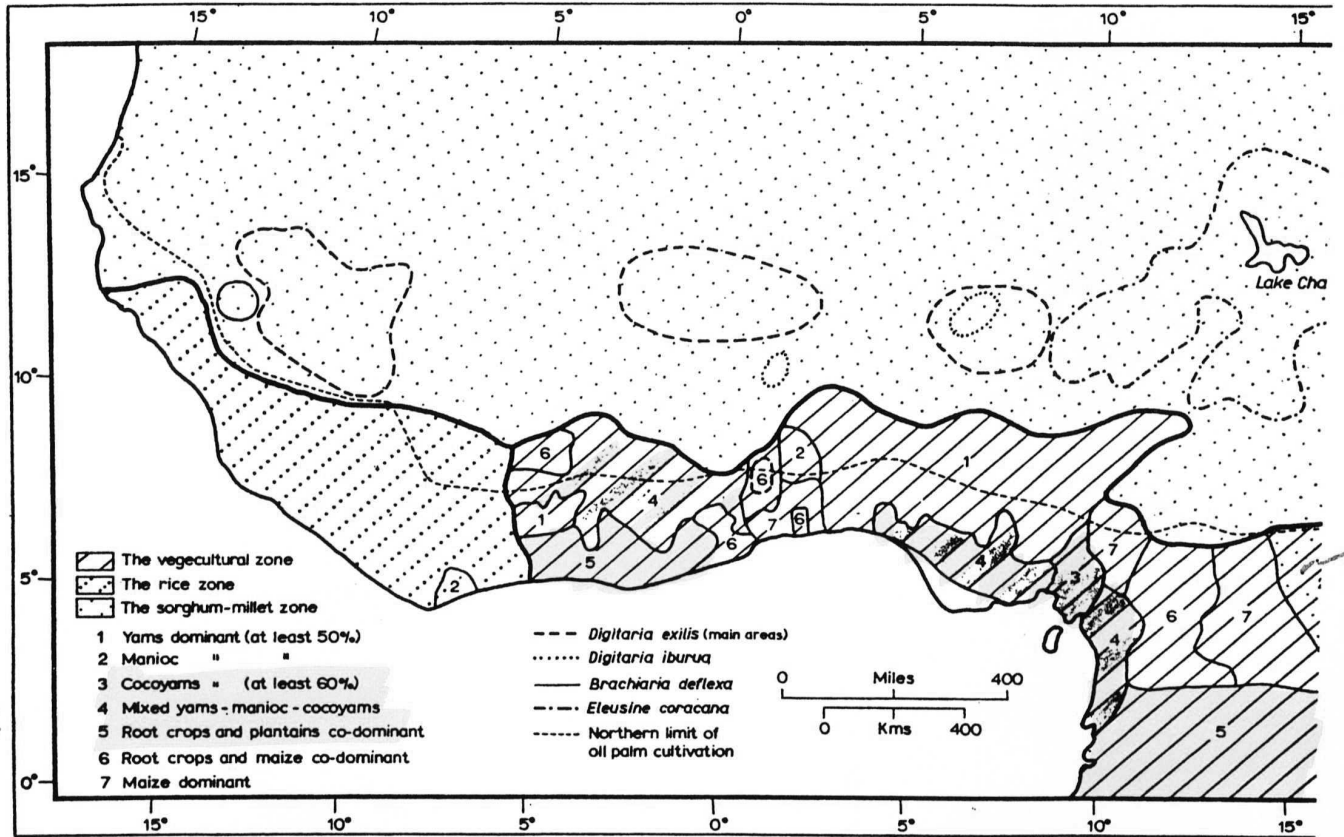 15° 10° 5° 0° 5° 10° 15°
15°
Lake Cha
10°
6 2 1
6
4
1 7 6 7
6
5 4 3 6 7
2
4
5
5°
The vegecultural zone
The rice zone
The sorghum-millet zone
1 Yams dominant (at least 50%)
2 Manioc " "
3 Cocoyams " (at least 60%)
4 Mixed yams - manioc - cocoyams
5 Root crops and plantains co-dominant
6 Root crops and maize co-dominant
7 Maize dominant
Digitaria exilis (main areas)
Digitaria iburua
Brachiaria deflexa
Eleusine coracana
Northern limit of
oil palm cultivation
0 Miles 400
0 Kms 400
0°
15° 10° 5° 0° 5° 10° 15°